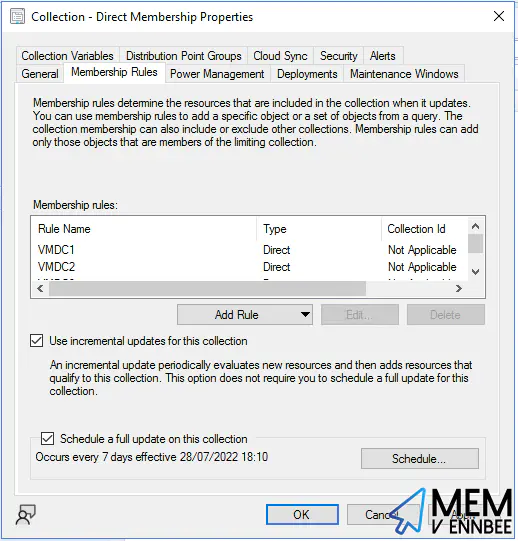 Collection - Direct Membership Properties
Collection Variables Distribution Point Groups Cloud Sync Security Alerts
General Membership Rules Power Management Deployments Maintenance Windows
Membership rules determine the resources that are included in the collection when it updates.
You can use membership rules to add a specific object or a set of objects from a query. The
collection membership can also include or exclude other collections. Membership rules can add
only those objects that are members of the limiting collection.
Membership rules:
Rule Name Type Collection Id
VMDC1 Direct Not Applicable
VMDC2 Direct Not Applicable
Add Rule Edit... Delete
Use incremental updates for this collection
An incremental update periodically evaluates new resources and then adds resources that
qualify to this collection. This option does not require you to schedule a full update for this
collection.
Schedule a full update on this collection
Occurs every 7 days effective 28/07/2022 18:10
Schedule...
OK Cancel
MEM
V ENNBEE